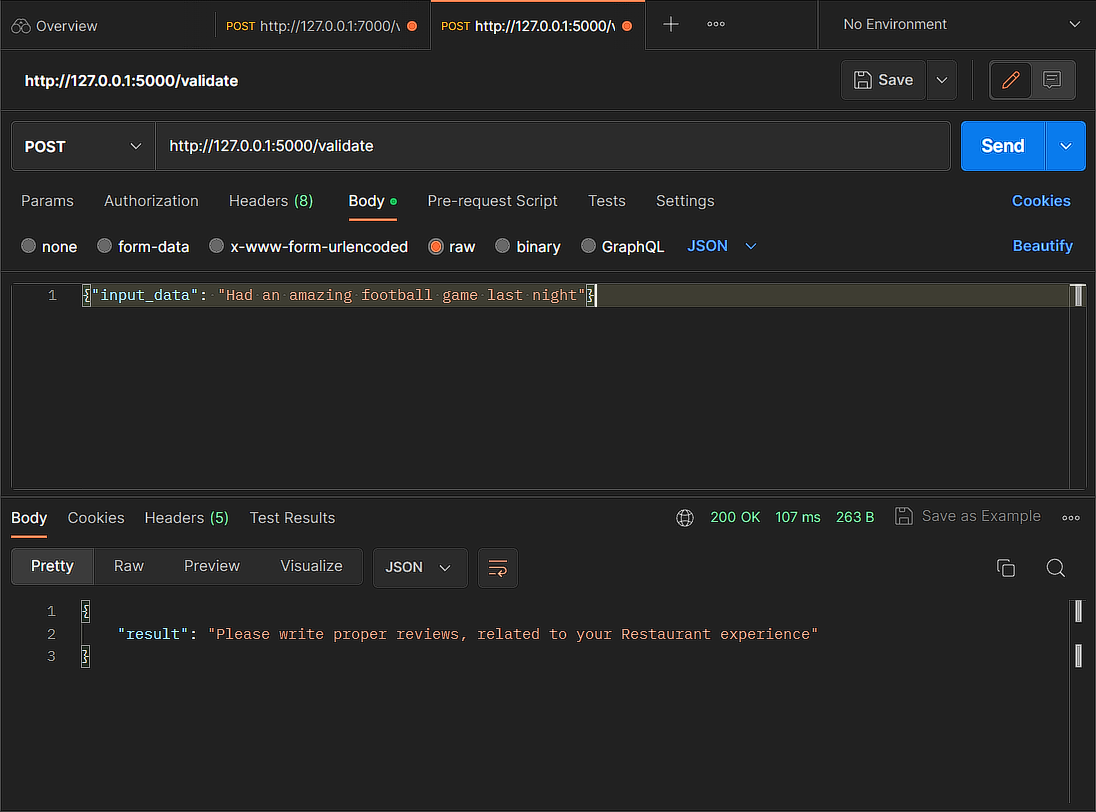 Overview POST http://127.0.0.1:7000/v POST http://127.0.0.1:5000/v No Environment
http://127.0.0.1:5000/validate Save
POST http://127.0.0.1:5000/validate Send
Params Authorization Headers (8) Body Pre-request Script Tests Settings Cookies
none form-data x-www-form-urlencoded raw binary GraphQL JSON Beautify
1 {"input_data": "Had an amazing football game last night"}
Body Cookies Headers (5) Test Results 200 OK 107 ms 263 B Save as Example
Pretty Raw Preview Visualize JSON
1 {
2 "result": "Please write proper reviews, related to your Restaurant experience"
3 }